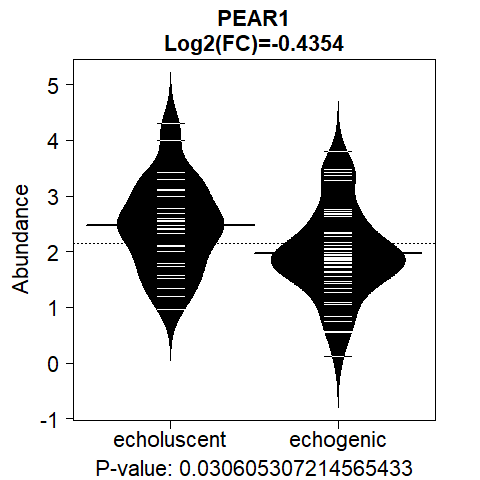 PEAR1
Log2(FC)=-0.4354
5
4
3
2
1
0
-1
Abundance
echoluscent echogenic
P-value: 0.030605307214565433